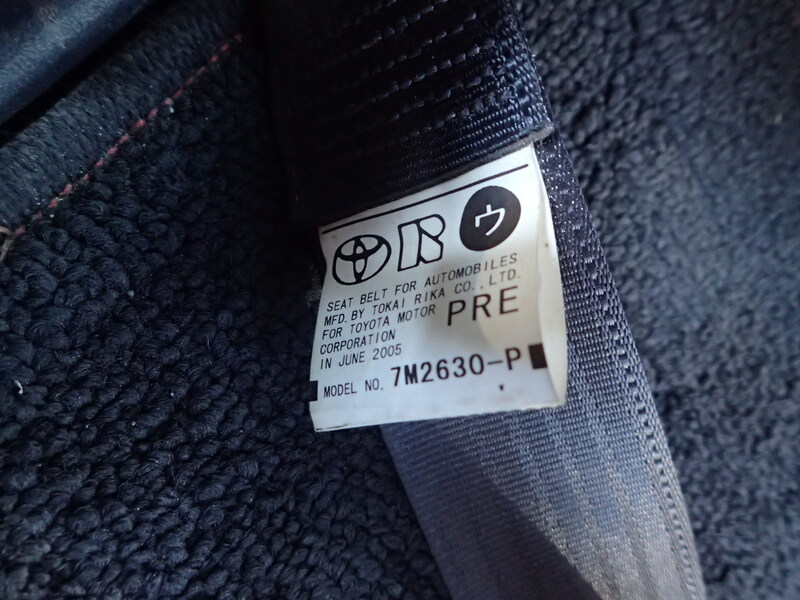 ウ
SEAT BELT FOR AUTOMOBILES
MFD. BY TOKAI RIKA CO., LTD.
FOR TOYOTA MOTOR PRE
CORPORATION
IN JUNE 2005
MODEL NO. 7M2630-P